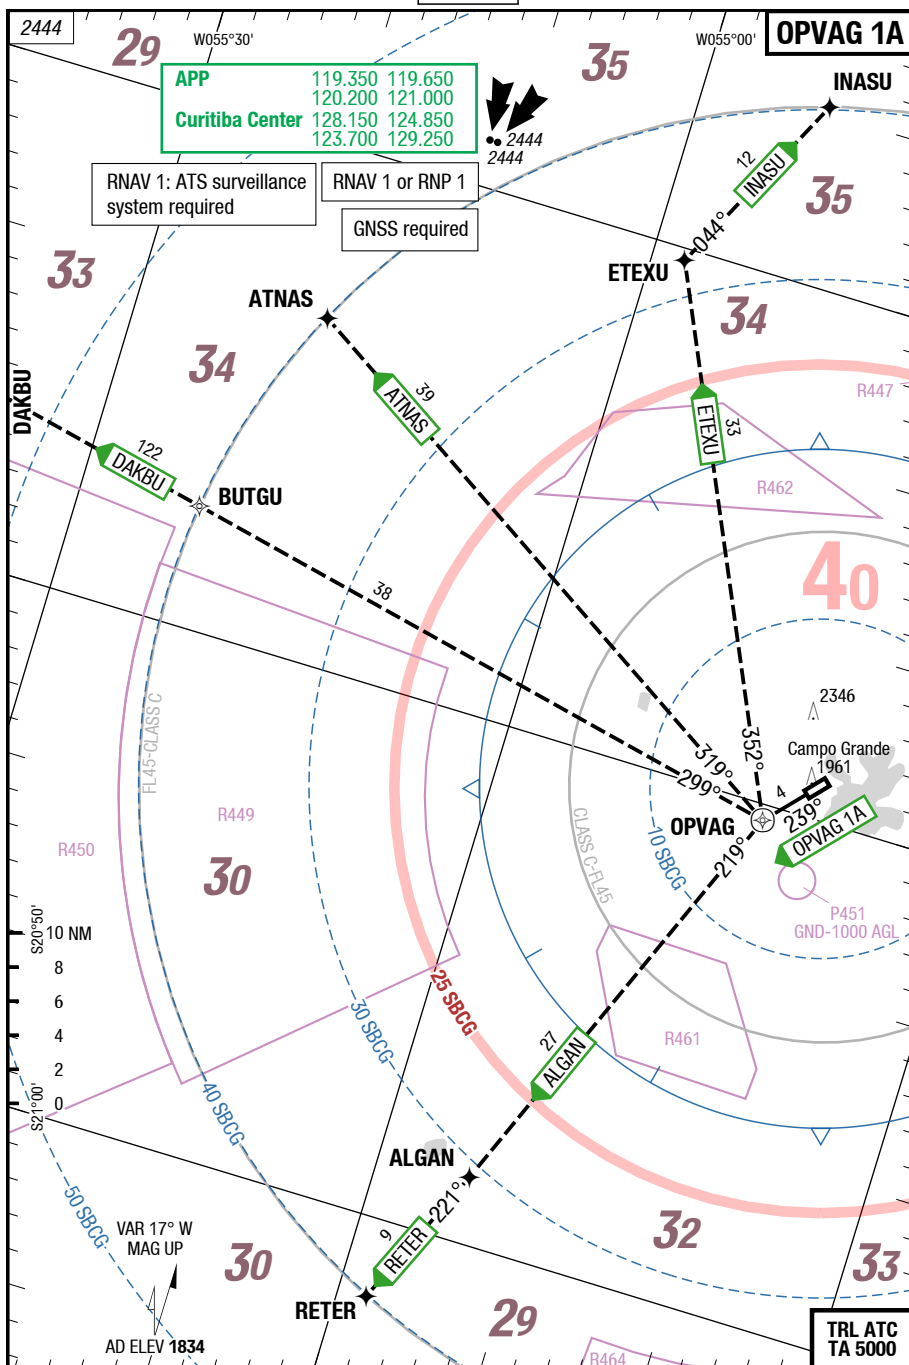 2444
29
W055°30'
35
W055°00'
OPVAG 1A
INASU
APP 119.350 119.650
120.200 121.000
Curitiba Center 128.150 124.850
123.700 129.250
2444
2444
12
INASU
RNAV 1: ATS surveillance
system required
RNAV 1 or RNP 1
GNSS required
35
044°
33
ETEXU
ATNAS
34
34
DAKBU
39
ATNAS
R447
ETEXU
33
122
DAKBU
BUTGU
R462
38
40
FL45-CLASS C
2346
319°
352°
Campo Grande
1961
299°
4
239°
OPVAG
OPVAG 1A
R449
CLASS C-FL45
10 SBCG
219°
R450
30
P451
GND-1000 AGL
S20°50'
10 NM
8
6
4
2
0
S21°00'
25 SBCG
30 SBCG
27
ALGAN
R461
40 SBCG
ALGAN
221°
50 SBCG
VAR 17° W
MAG UP
9
RETER
32
30
33
RETER
29
AD ELEV 1834
R464
TRL ATC
TA 5000